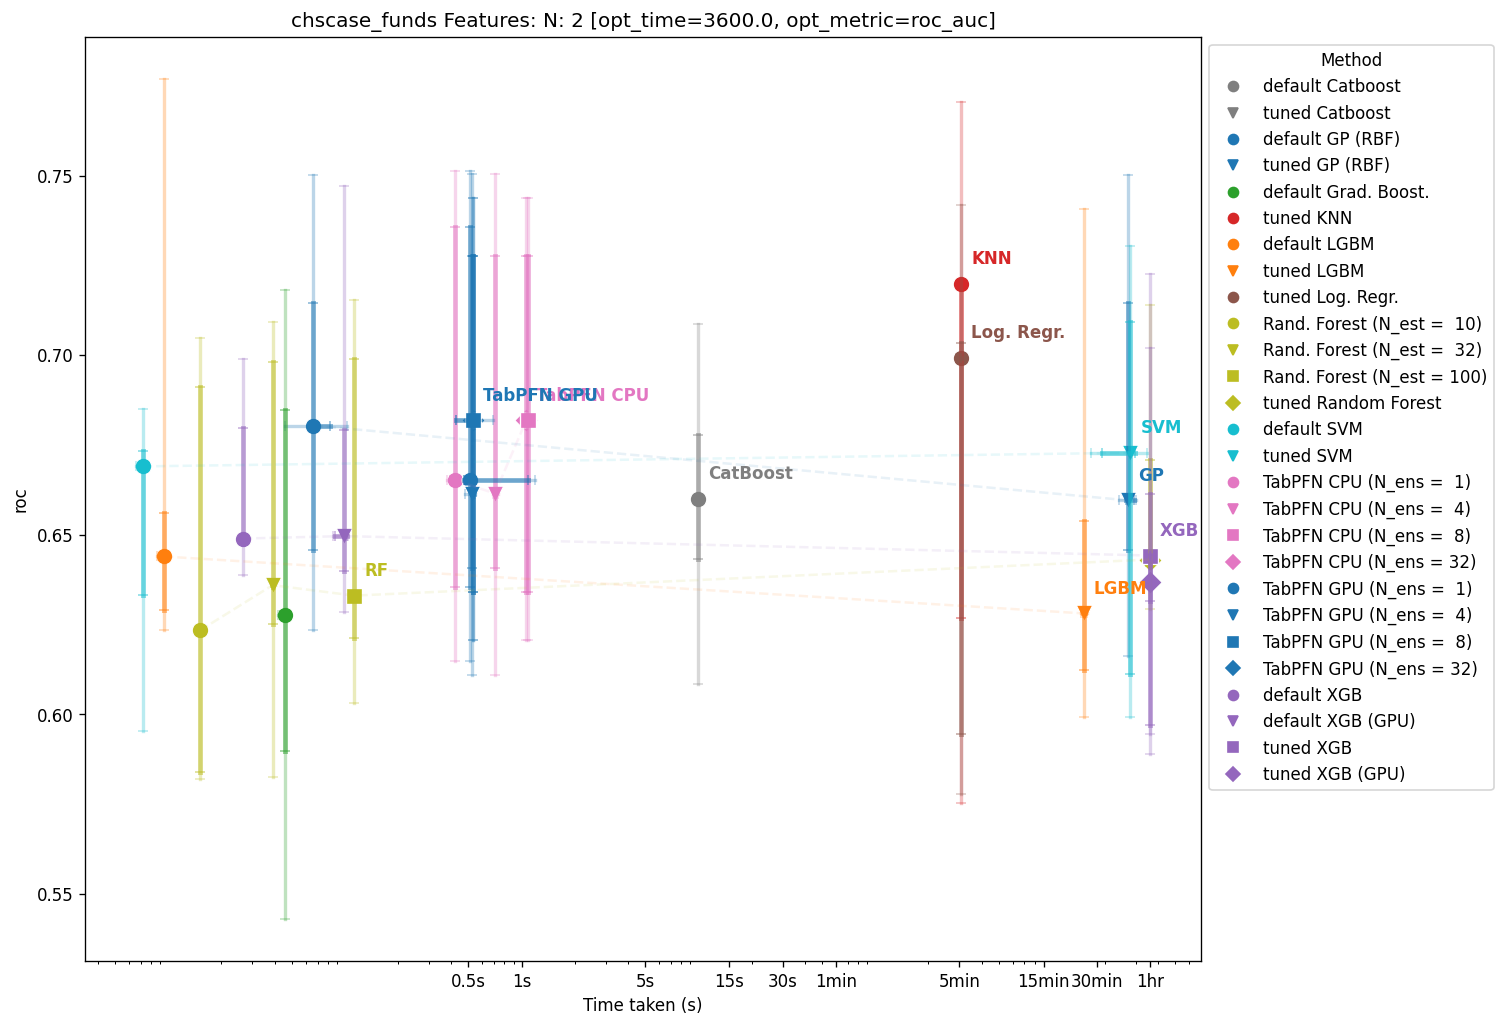 chscase_funds Features: N: 2 [opt_time=3600.0, opt_metric=roc_auc]
roc
0.75
0.70
0.65
0.60
0.55
KNN
Log. Regr.
TabPFN GPU
TabPFN CPU
SVM
CatBoost
GP
XGB
RF
LGBM
0.5s
1s
5s
15s
30s
1min
5min
15min
30min
1hr
Time taken (s)
Method
default Catboost
tuned Catboost
default GP (RBF)
tuned GP (RBF)
default Grad. Boost.
tuned KNN
default LGBM
tuned LGBM
tuned Log. Regr.
Rand. Forest (N_est =  10)
Rand. Forest (N_est =  32)
Rand. Forest (N_est = 100)
tuned Random Forest
default SVM
tuned SVM
TabPFN CPU (N_ens =  1)
TabPFN CPU (N_ens =  4)
TabPFN CPU (N_ens =  8)
TabPFN CPU (N_ens = 32)
TabPFN GPU (N_ens =  1)
TabPFN GPU (N_ens =  4)
TabPFN GPU (N_ens =  8)
TabPFN GPU (N_ens = 32)
default XGB
default XGB (GPU)
tuned XGB
tuned XGB (GPU)